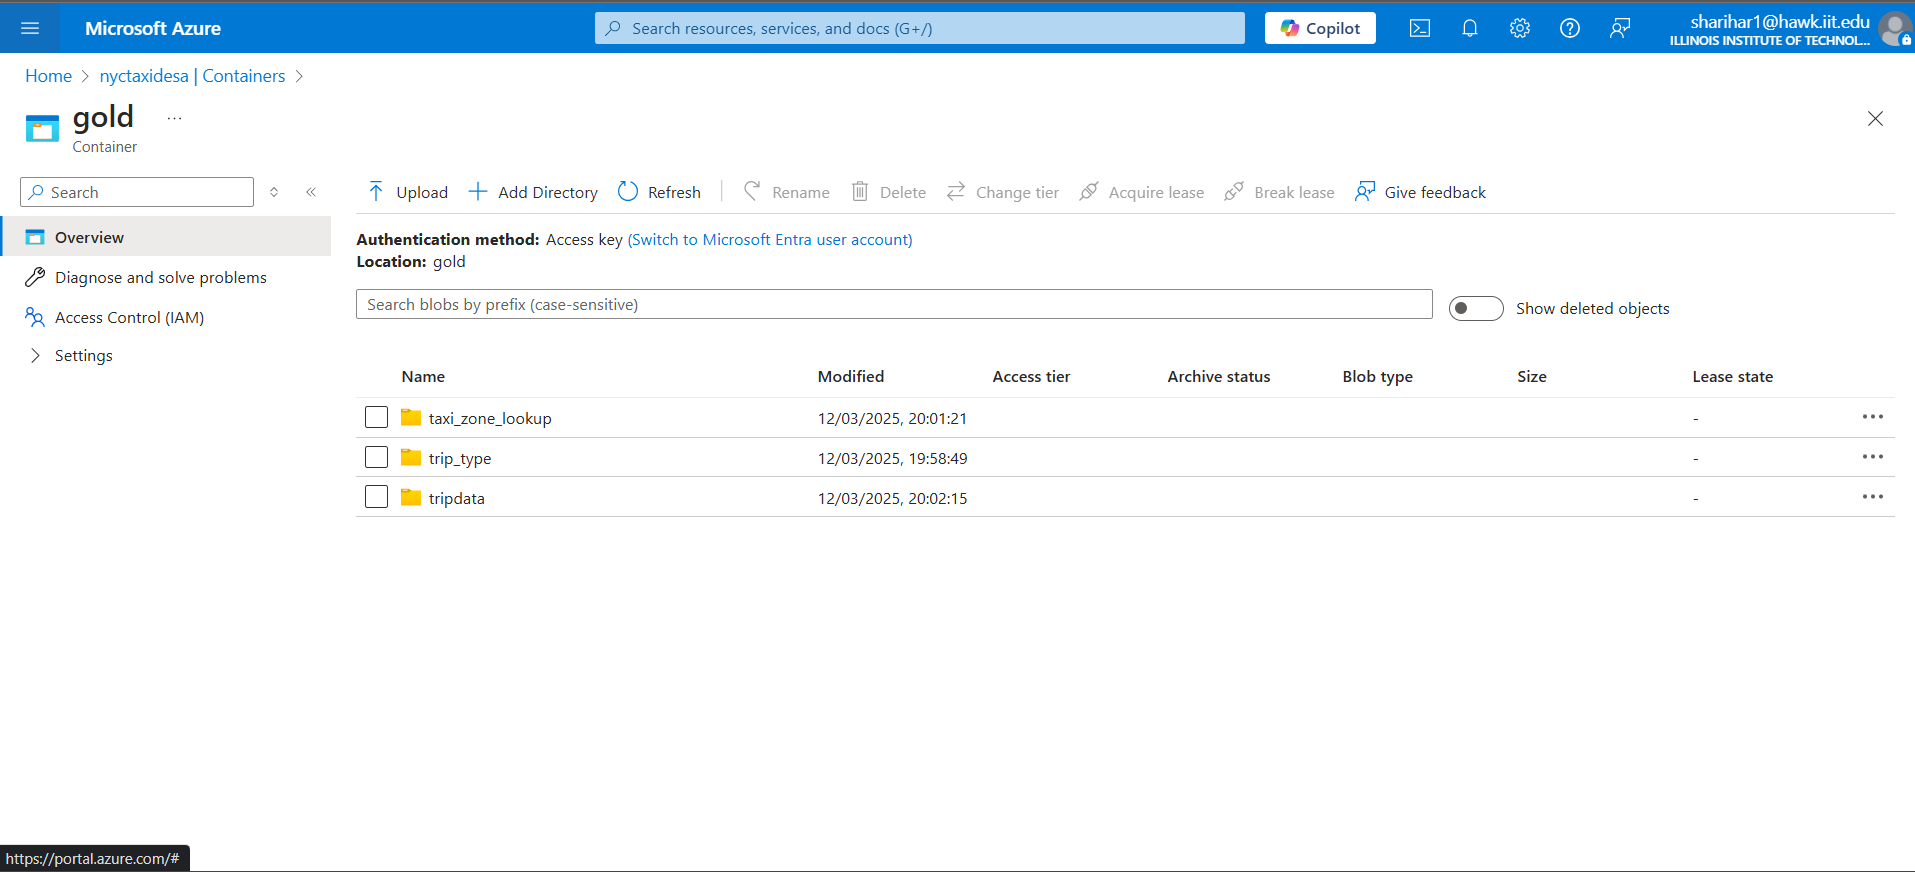 Microsoft Azure
Search resources, services, and docs (G+/)
Copilot
sharihar1@hawk.iit.edu
ILLINOIS INSTITUTE OF TECHNOL...
Home > nyctaxidesa | Containers >
gold ...
Container
Search
Overview
Diagnose and solve problems
Access Control (IAM)
Settings
Upload Add Directory Refresh Rename Delete Change tier Acquire lease Break lease Give feedback
Authentication method: Access key (Switch to Microsoft Entra user account)
Location: gold
Search blobs by prefix (case-sensitive)
Show deleted objects
Name Modified Access tier Archive status Blob type Size Lease state
taxi_zone_lookup 12/03/2025, 20:01:21 - ...
trip_type 12/03/2025, 19:58:49 - ...
tripdata 12/03/2025, 20:02:15 - ...
https://portal.azure.com/#